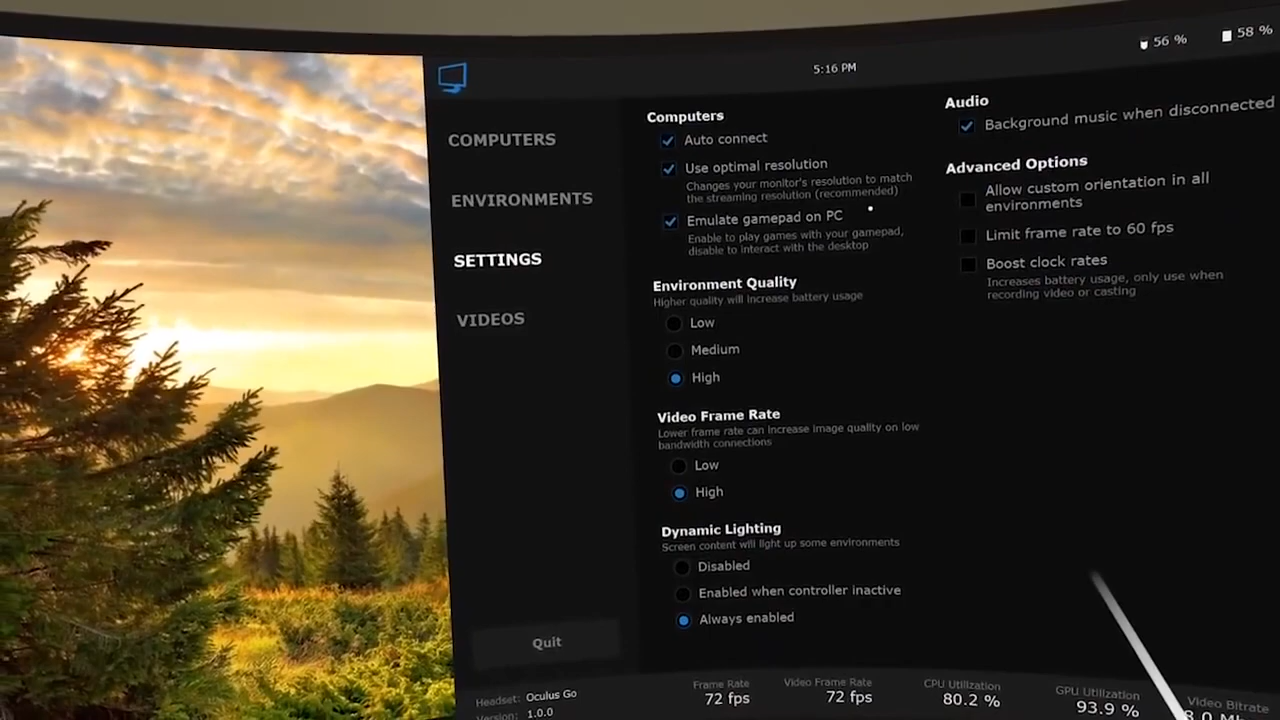 56 %
58 %
5:16 PM
COMPUTERS
ENVIRONMENTS
SETTINGS
VIDEOS
Quit
Computers
Auto connect
Use optimal resolution
Changes your monitor's resolution to match
the streaming resolution (recommended)
Emulate gamepad on PC
Enable to play games with your gamepad,
disable to interact with the desktop
Environment Quality
Higher quality will increase battery usage
Low
Medium
High
Video Frame Rate
Lower frame rate can increase image quality on low
bandwidth connections
Low
High
Dynamic Lighting
Screen content will light up some environments
Disabled
Enabled when controller inactive
Always enabled
Audio
Background music when disconnected
Advanced Options
Allow custom orientation in all
environments
Limit frame rate to 60 fps
Boost clock rates
Increases battery usage, only use when
recording video or casting
Headset: Oculus Go
Version: 1.0.0
Frame Rate
72 fps
Video Frame Rate
72 fps
CPU Utilization
80.2 %
GPU Utilization
93.9 %
Video Bitrate